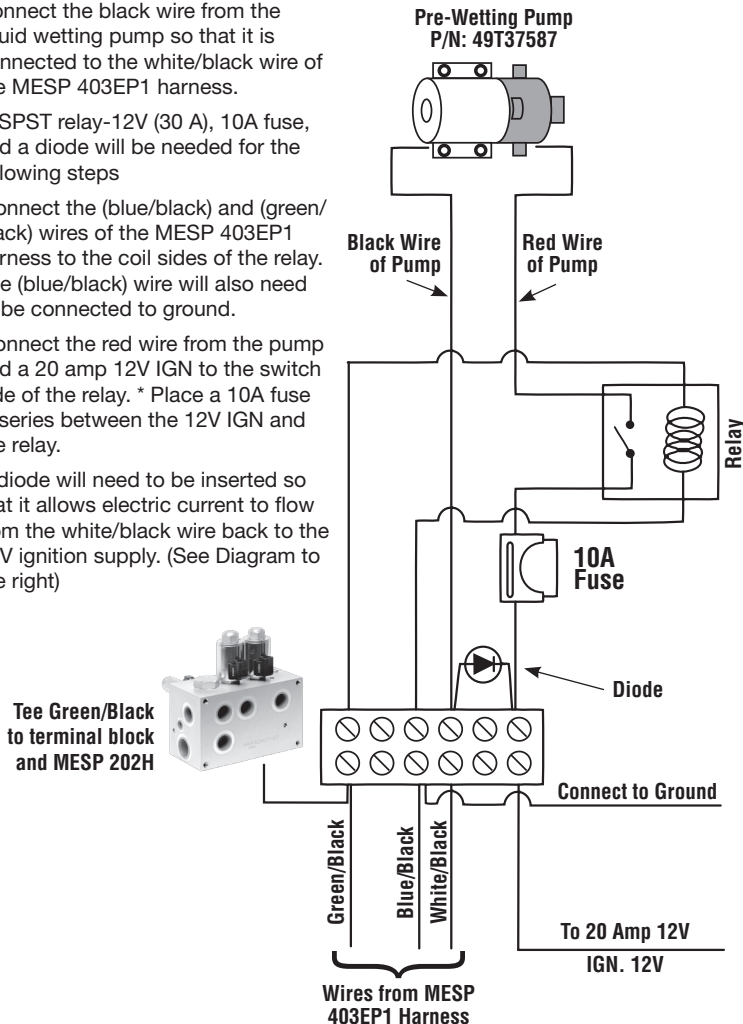 onnect the black wire from the
uid wetting pump so that it is
nnected to the white/black wire of
e MESP 403EP1 harness.
SPST relay-12V (30 A), 10A fuse,
d a diode will be needed for the
lowing steps
onnect the (blue/black) and (green/
ack) wires of the MESP 403EP1
rness to the coil sides of the relay.
e (blue/black) wire will also need
be connected to ground.
onnect the red wire from the pump
d a 20 amp 12V IGN to the switch
de of the relay. * Place a 10A fuse
series between the 12V IGN and
e relay.
diode will need to be inserted so
at it allows electric current to flow
om the white/black wire back to the
V ignition supply. (See Diagram to
e right)
Pre-Wetting Pump
P/N: 49T37587
Black Wire
of Pump
Red Wire
of Pump
Relay
10A
Fuse
Diode
Tee Green/Black
to terminal block
and MESP 202H
Connect to Ground
Green/Black
Blue/Black
White/Black
To 20 Amp 12V
IGN. 12V
Wires from MESP
403EP1 Harness